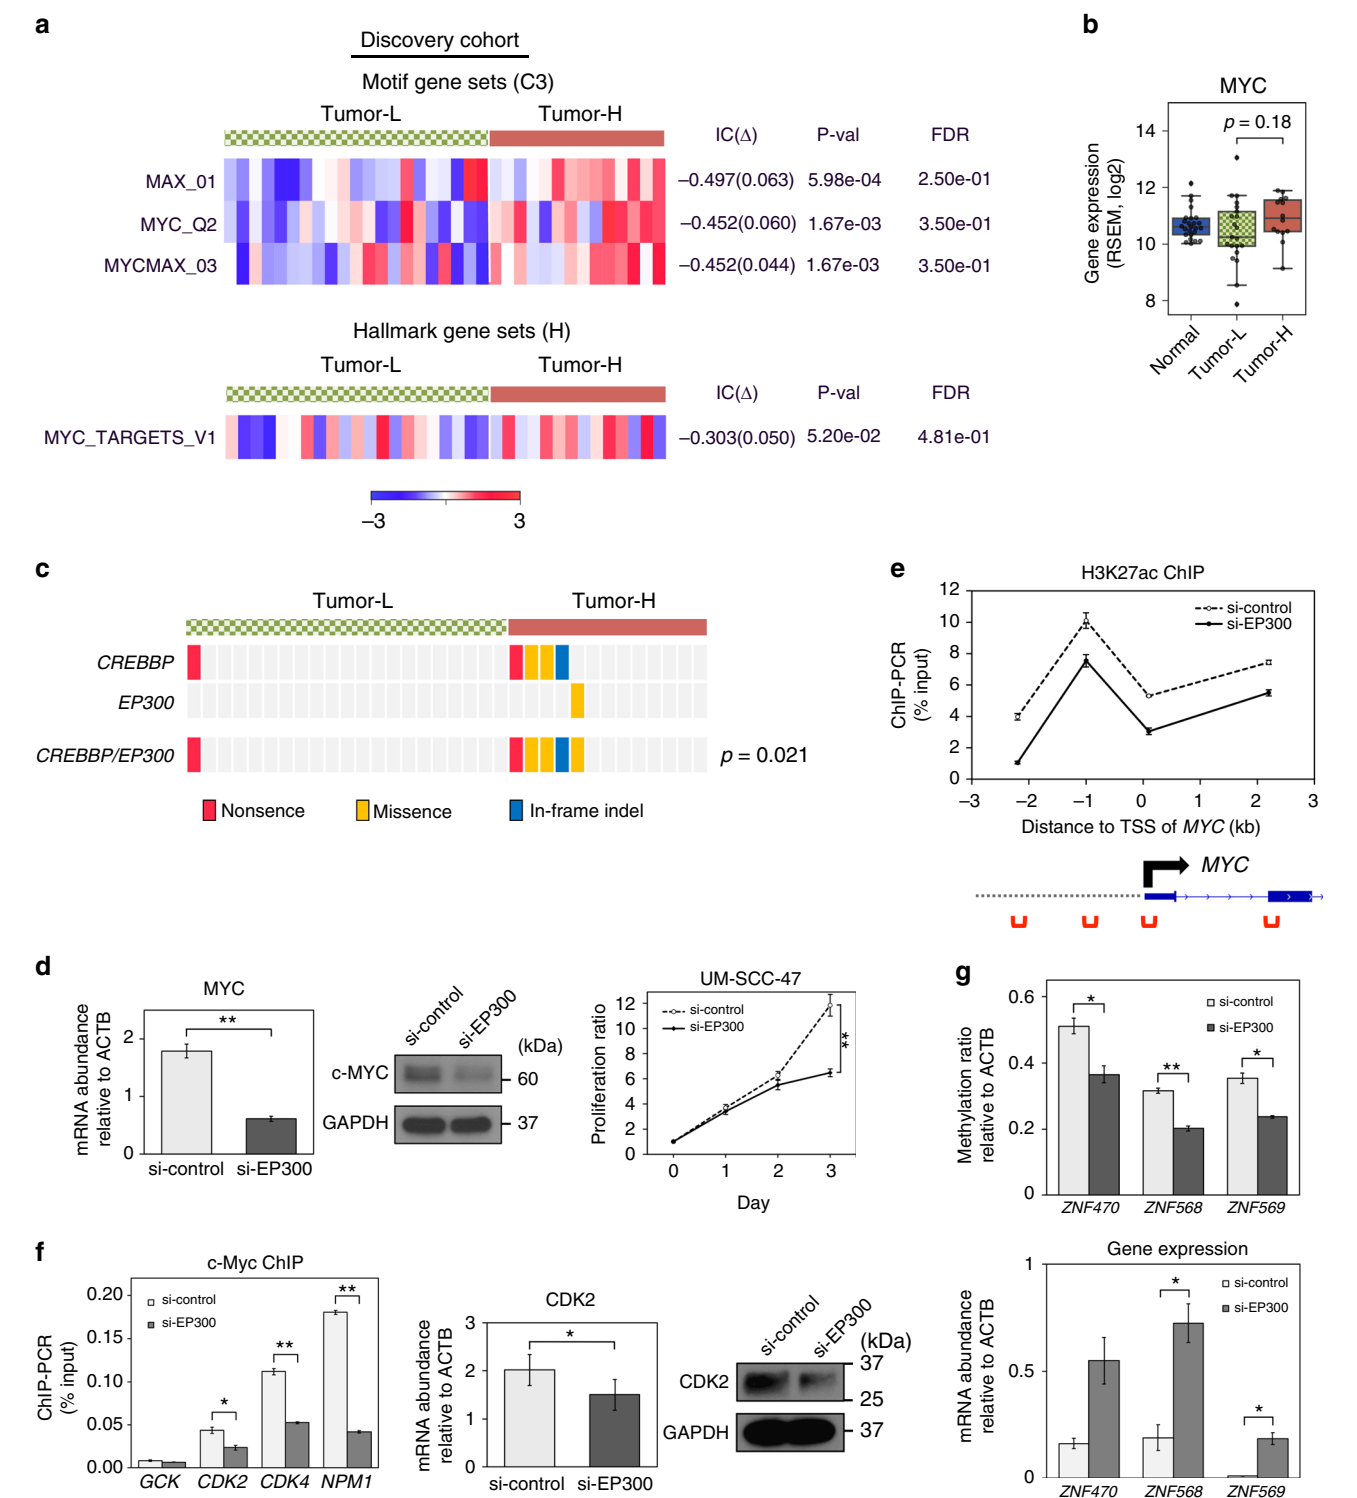 a
Discovery cohort
Motif gene sets (C3)
Tumor-L Tumor-H
IC(Δ) P-val FDR
MAX_01 –0.497(0.063) 5.98e-04 2.50e-01
MYC_Q2 –0.452(0.060) 1.67e-03 3.50e-01
MYCMAX_03 –0.452(0.044) 1.67e-03 3.50e-01
Hallmark gene sets (H)
Tumor-L Tumor-H
IC(Δ) P-val FDR
MYC_TARGETS_V1 –0.303(0.050) 5.20e-02 4.81e-01
–3 3
b
MYC
p = 0.18
Gene expression
(RSEM, log2)
14
12
10
8
Normal
Tumor-L
Tumor-H
c
Tumor-L Tumor-H
CREBBP
EP300
CREBBP/EP300 p = 0.021
Nonsence Missence In-frame indel
e
H3K27ac ChIP
si-control
si-EP300
ChIP-PCR
(% input)
12
10
8
6
4
2
0
–3 –2 –1 0 1 2 3
Distance to TSS of MYC (kb)
MYC
d
MYC
**
mRNA abundance
relative to ACTB
2
1
0
si-control si-EP300
si-control
si-EP300
(kDa)
c-MYC 60
GAPDH 37
UM-SCC-47
si-control
si-EP300
**
Proliferation ratio
12
10
8
6
4
2
0
0 1 2 3
Day
g
si-control
si-EP300
* ** *
Methylation ratio
relative to ACTB
0.6
0.4
0.2
0
ZNF470 ZNF568 ZNF569
Gene expression
si-control
si-EP300
* *
mRNA abundance
relative to ACTB
1
0.5
0
ZNF470 ZNF568 ZNF569
f
c-Myc ChIP
si-control
si-EP300
* ** **
ChIP-PCR
(% input)
0.20
0.15
0.10
0.05
0.00
GCK CDK2 CDK4 NPM1
CDK2
*
mRNA abundance
relative to ACTB
3
2
1
0
si-control si-EP300
si-control
si-EP300
(kDa)
37
CDK2
25
GAPDH 37